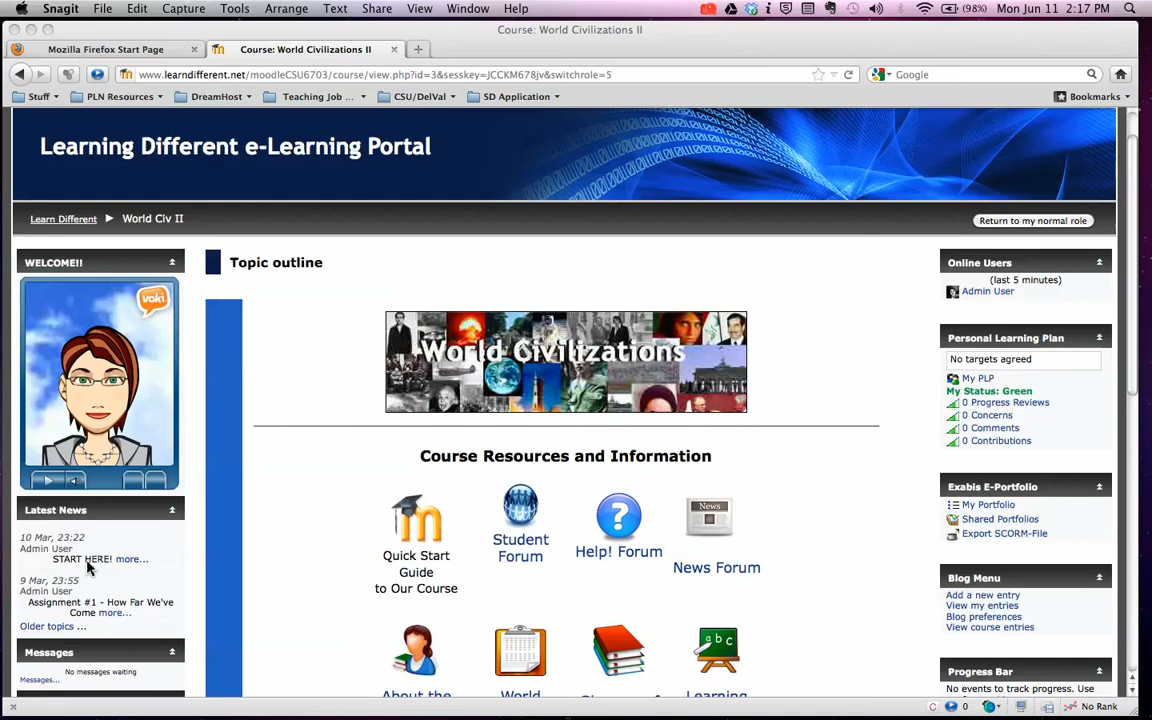 Snagit File Edit Capture Tools Arrange Text Share View Window Help (98%) Mon Jun 11 2:17 PM
Course: World Civilizations II
Mozilla Firefox Start Page × Course: World Civilizations II × +
www.learndifferent.net/moodleCSU6703/course/view.php?id=3&sesskey=JCCKM678jv&switchrole=5 Google
Stuff PLN Resources DreamHost Teaching Job ... CSU/DelVal SD Application Bookmarks
Learning Different e-Learning Portal
Learn Different ► World Civ II Return to my normal role
WELCOME!!
voki
Latest News
10 Mar, 23:22
Admin User
START HERE! more...
9 Mar, 23:55
Admin User
Assignment #1 - How Far We've
Come more...
Older topics ...
Messages
No messages waiting
Messages...
Topic outline
World Civilizations
Course Resources and Information
Quick Start
Guide
to Our Course
Student
Forum
Help! Forum
News
News Forum
abc
About the
World
Learning
Online Users
(last 5 minutes)
Admin User
Personal Learning Plan
No targets agreed
My PLP
My Status: Green
0 Progress Reviews
0 Concerns
0 Comments
0 Contributions
Exabis E-Portfolio
My Portfolio
Shared Portfolios
Export SCORM-File
Blog Menu
Add a new entry
View my entries
Blog preferences
View course entries
Progress Bar
No events to track progress. Use
0 No Rank